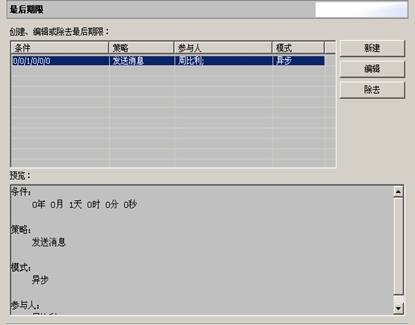 最后期限
创建、编辑或除去最后期限：
条件 策略 参与人 模式
0/0/1/0/0/0 发送消息 周比利; 异步
新建
编辑
除去
预览：
条件:
0年 0月 1天 0时 0分 0秒
策略:
发送消息
模式:
异步
参与人: